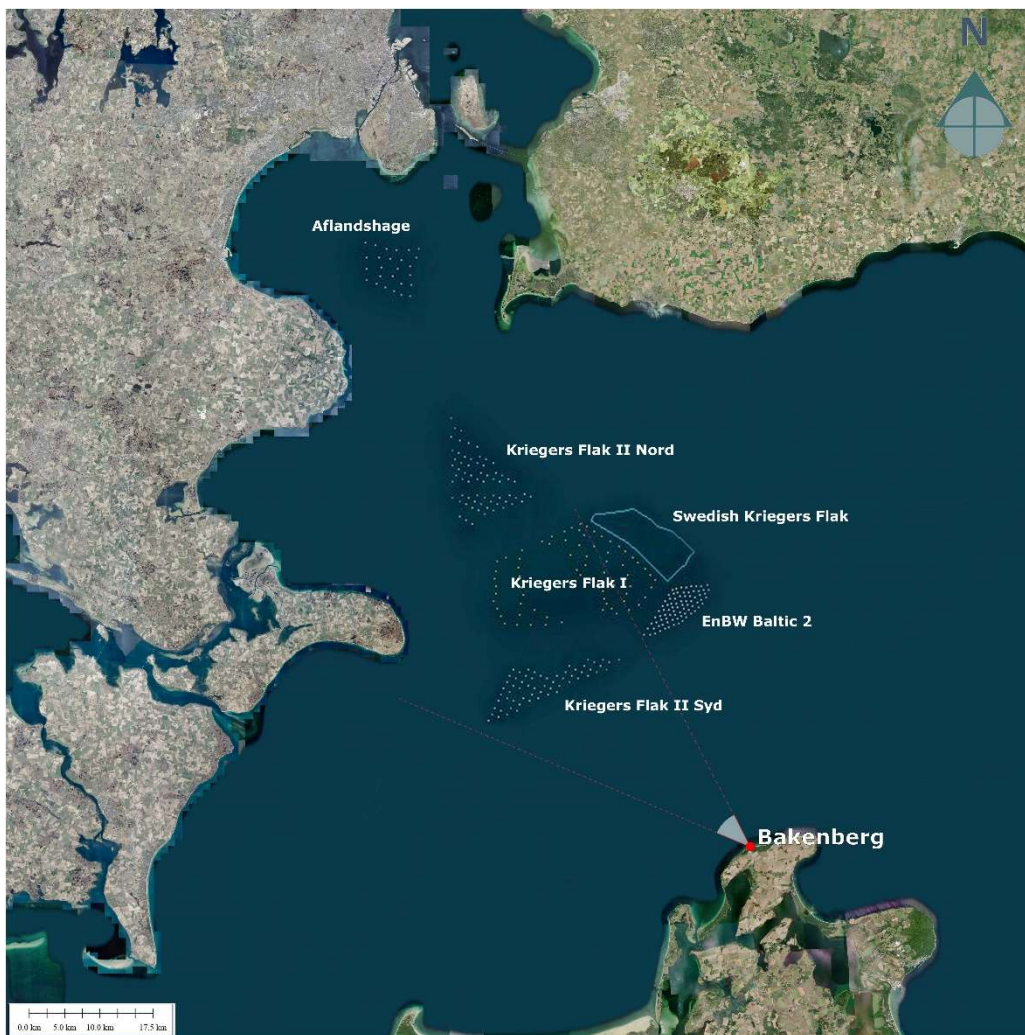 N
Aflandshage
Kriegers Flak II Nord
Swedish Kriegers Flak
Kriegers Flak I
EnBW Baltic 2
Kriegers Flak II Syd
Bakenberg
0.0 km 5.0 km 10.0 km 17.5 km